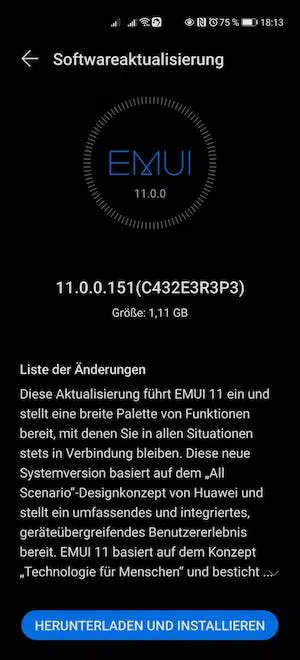 75 % 18:13
Softwareaktualisierung
EMUI
11.0.0
11.0.0.151(C432E3R3P3)
Größe: 1,11 GB
Liste der Änderungen
Diese Aktualisierung führt EMUI 11 ein und
stellt eine breite Palette von Funktionen
bereit, mit denen Sie in allen Situationen
stets in Verbindung bleiben. Diese neue
Systemversion basiert auf dem „All
Scenario“-Designkonzept von Huawei und
stellt ein umfassendes und integriertes,
geräteübergreifendes Benutzererlebnis
bereit. EMUI 11 basiert auf dem Konzept
„Technologie für Menschen“ und besticht ...
HERUNTERLADEN UND INSTALLIEREN